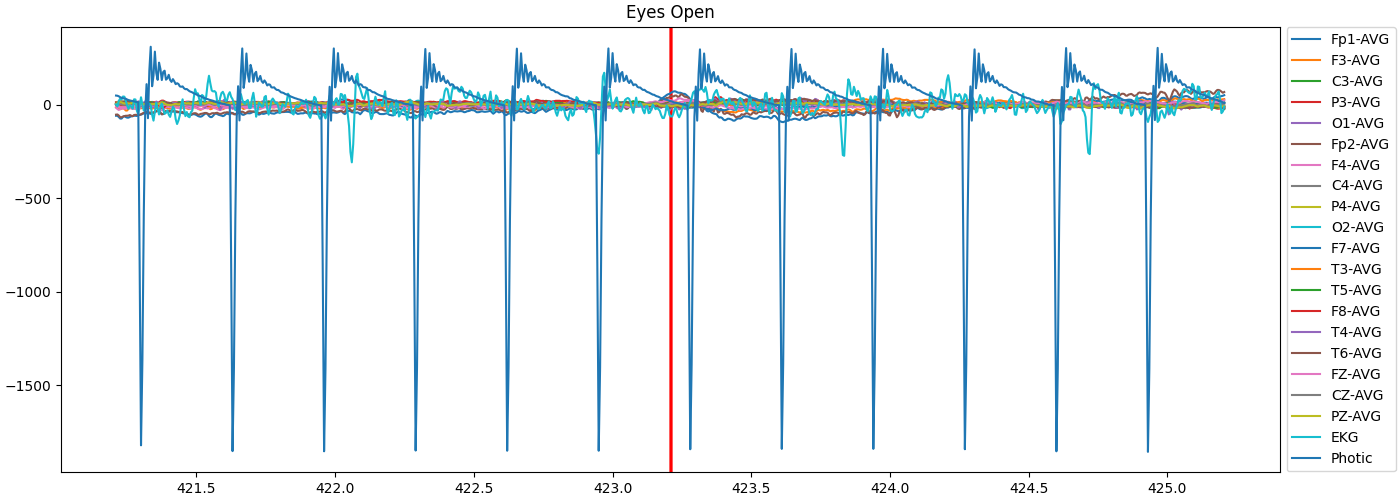 Eyes Open
0
−500
−1000
−1500
421.5 422.0 422.5 423.0 423.5 424.0 424.5 425.0
Fp1-AVG
F3-AVG
C3-AVG
P3-AVG
O1-AVG
Fp2-AVG
F4-AVG
C4-AVG
P4-AVG
O2-AVG
F7-AVG
T3-AVG
T5-AVG
F8-AVG
T4-AVG
T6-AVG
FZ-AVG
CZ-AVG
PZ-AVG
EKG
Photic